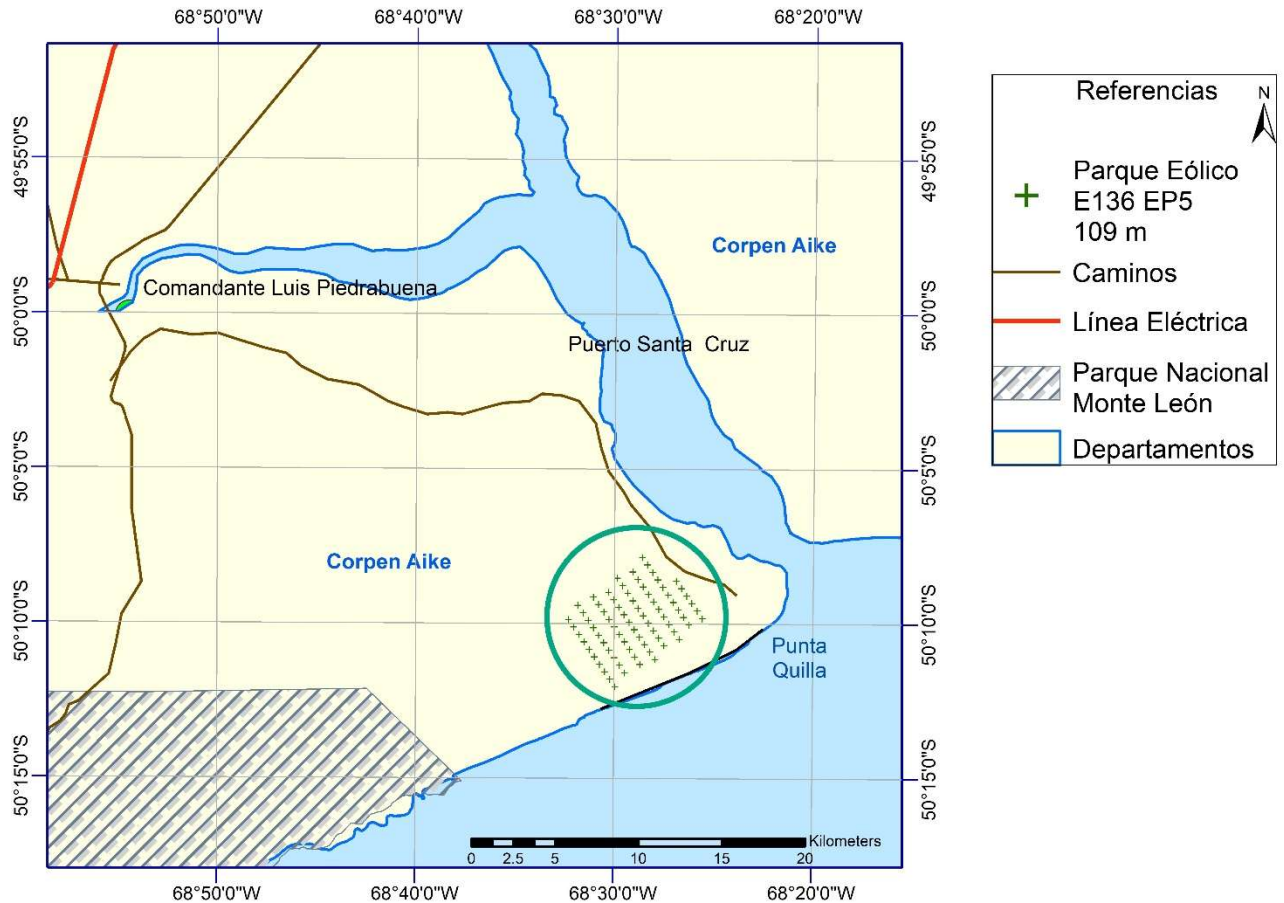 68°50'0"W
68°40'0"W
68°30'0"W
68°20'0"W
49°55'0"S
49°55'0"S
Corpen Aike
Comandante Luis Piedrabuena
50°0'0"S
50°0'0"S
Puerto Santa Cruz
50°5'0"S
50°5'0"S
Corpen Aike
50°10'0"S
50°10'0"S
Punta
Quilla
50°15'0"S
50°15'0"S
Kilometers
0 2.5 5 10 15 20
68°50'0"W
68°40'0"W
68°30'0"W
68°20'0"W
Referencias
N
Parque Eólico
E136 EP5
109 m
Caminos
Línea Eléctrica
Parque Nacional
Monte León
Departamentos